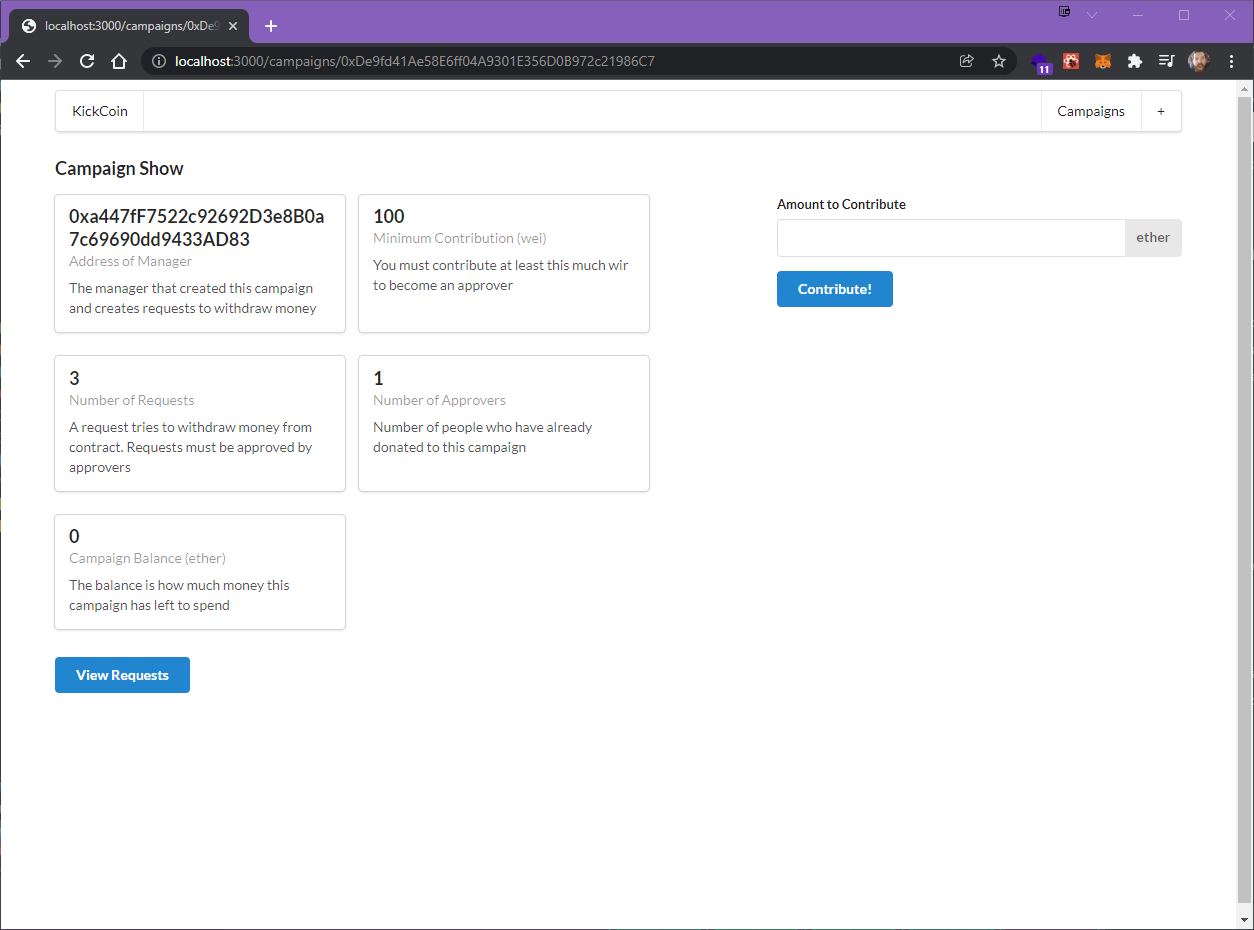 localhost:3000/campaigns/0xDe9
localhost:3000/campaigns/0xDe9fd41Ae58E6ff04A9301E356D0B972c21986C7
11
KickCoin
Campaigns
+
Campaign Show
0xa447fF7522c92692D3e8B0a
7c69690dd9433AD83
Address of Manager
The manager that created this campaign
and creates requests to withdraw money
100
Minimum Contribution (wei)
You must contribute at least this much wir
to become an approver
3
Number of Requests
A request tries to withdraw money from
contract. Requests must be approved by
approvers
1
Number of Approvers
Number of people who have already
donated to this campaign
0
Campaign Balance (ether)
The balance is how much money this
campaign has left to spend
View Requests
Amount to Contribute
ether
Contribute!